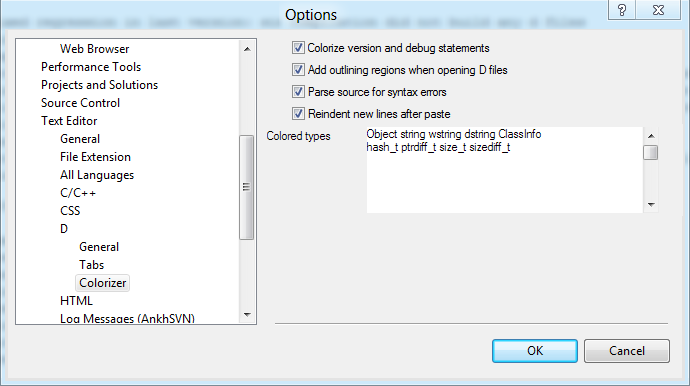 Options
Web Browser
Performance Tools
Projects and Solutions
Source Control
Text Editor
General
File Extension
All Languages
C/C++
CSS
D
General
Tabs
Colorizer
HTML
Log Messages (AnkhSVN)
Colorize version and debug statements
Add outlining regions when opening D files
Parse source for syntax errors
Reindent new lines after paste
Colored types
Object string wstring dstring ClassInfo
hash_t ptrdiff_t size_t sizediff_t
OK
Cancel